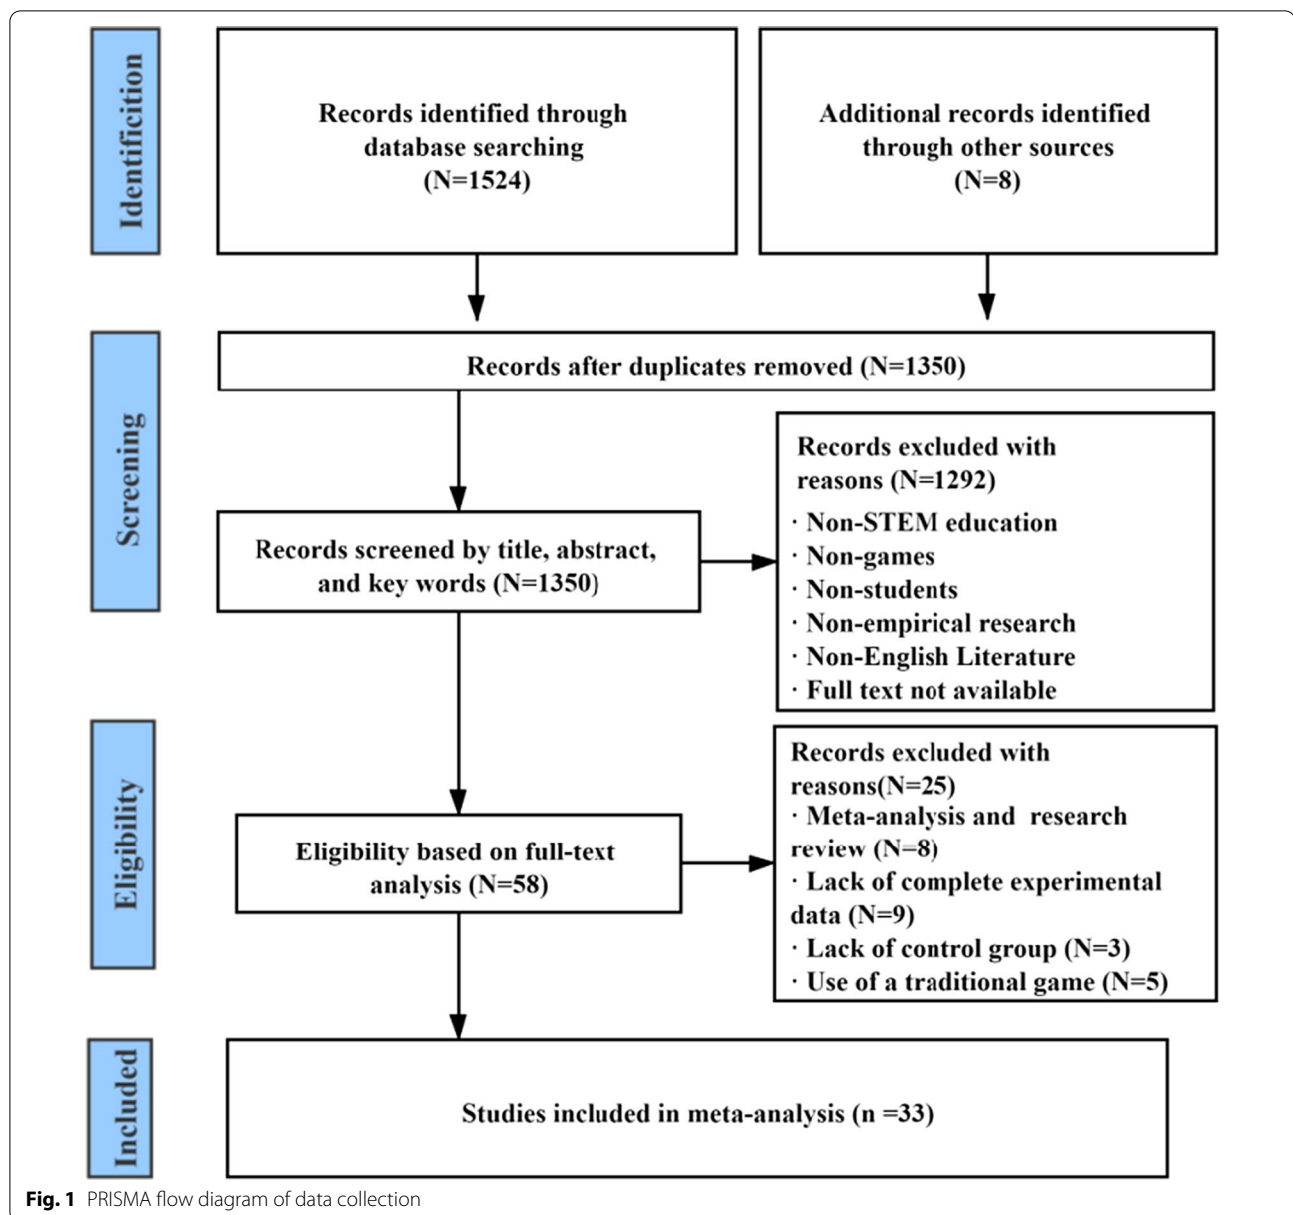 Identificition
Records identified through
database searching
(N=1524)
Additional records identified
through other sources
(N=8)
Screening
Records after duplicates removed (N=1350)
Records screened by title, abstract,
and key words (N=1350)
Records excluded with
reasons (N=1292)
· Non-STEM education
· Non-games
· Non-students
· Non-empirical research
· Non-English Literature
· Full text not available
Eligibility
Eligibility based on full-text
analysis (N=58)
Records excluded with
reasons(N=25)
· Meta-analysis and research
review (N=8)
· Lack of complete experimental
data (N=9)
· Lack of control group (N=3)
· Use of a traditional game (N=5)
Included
Studies included in meta-analysis (n =33)
Fig. 1 PRISMA flow diagram of data collection